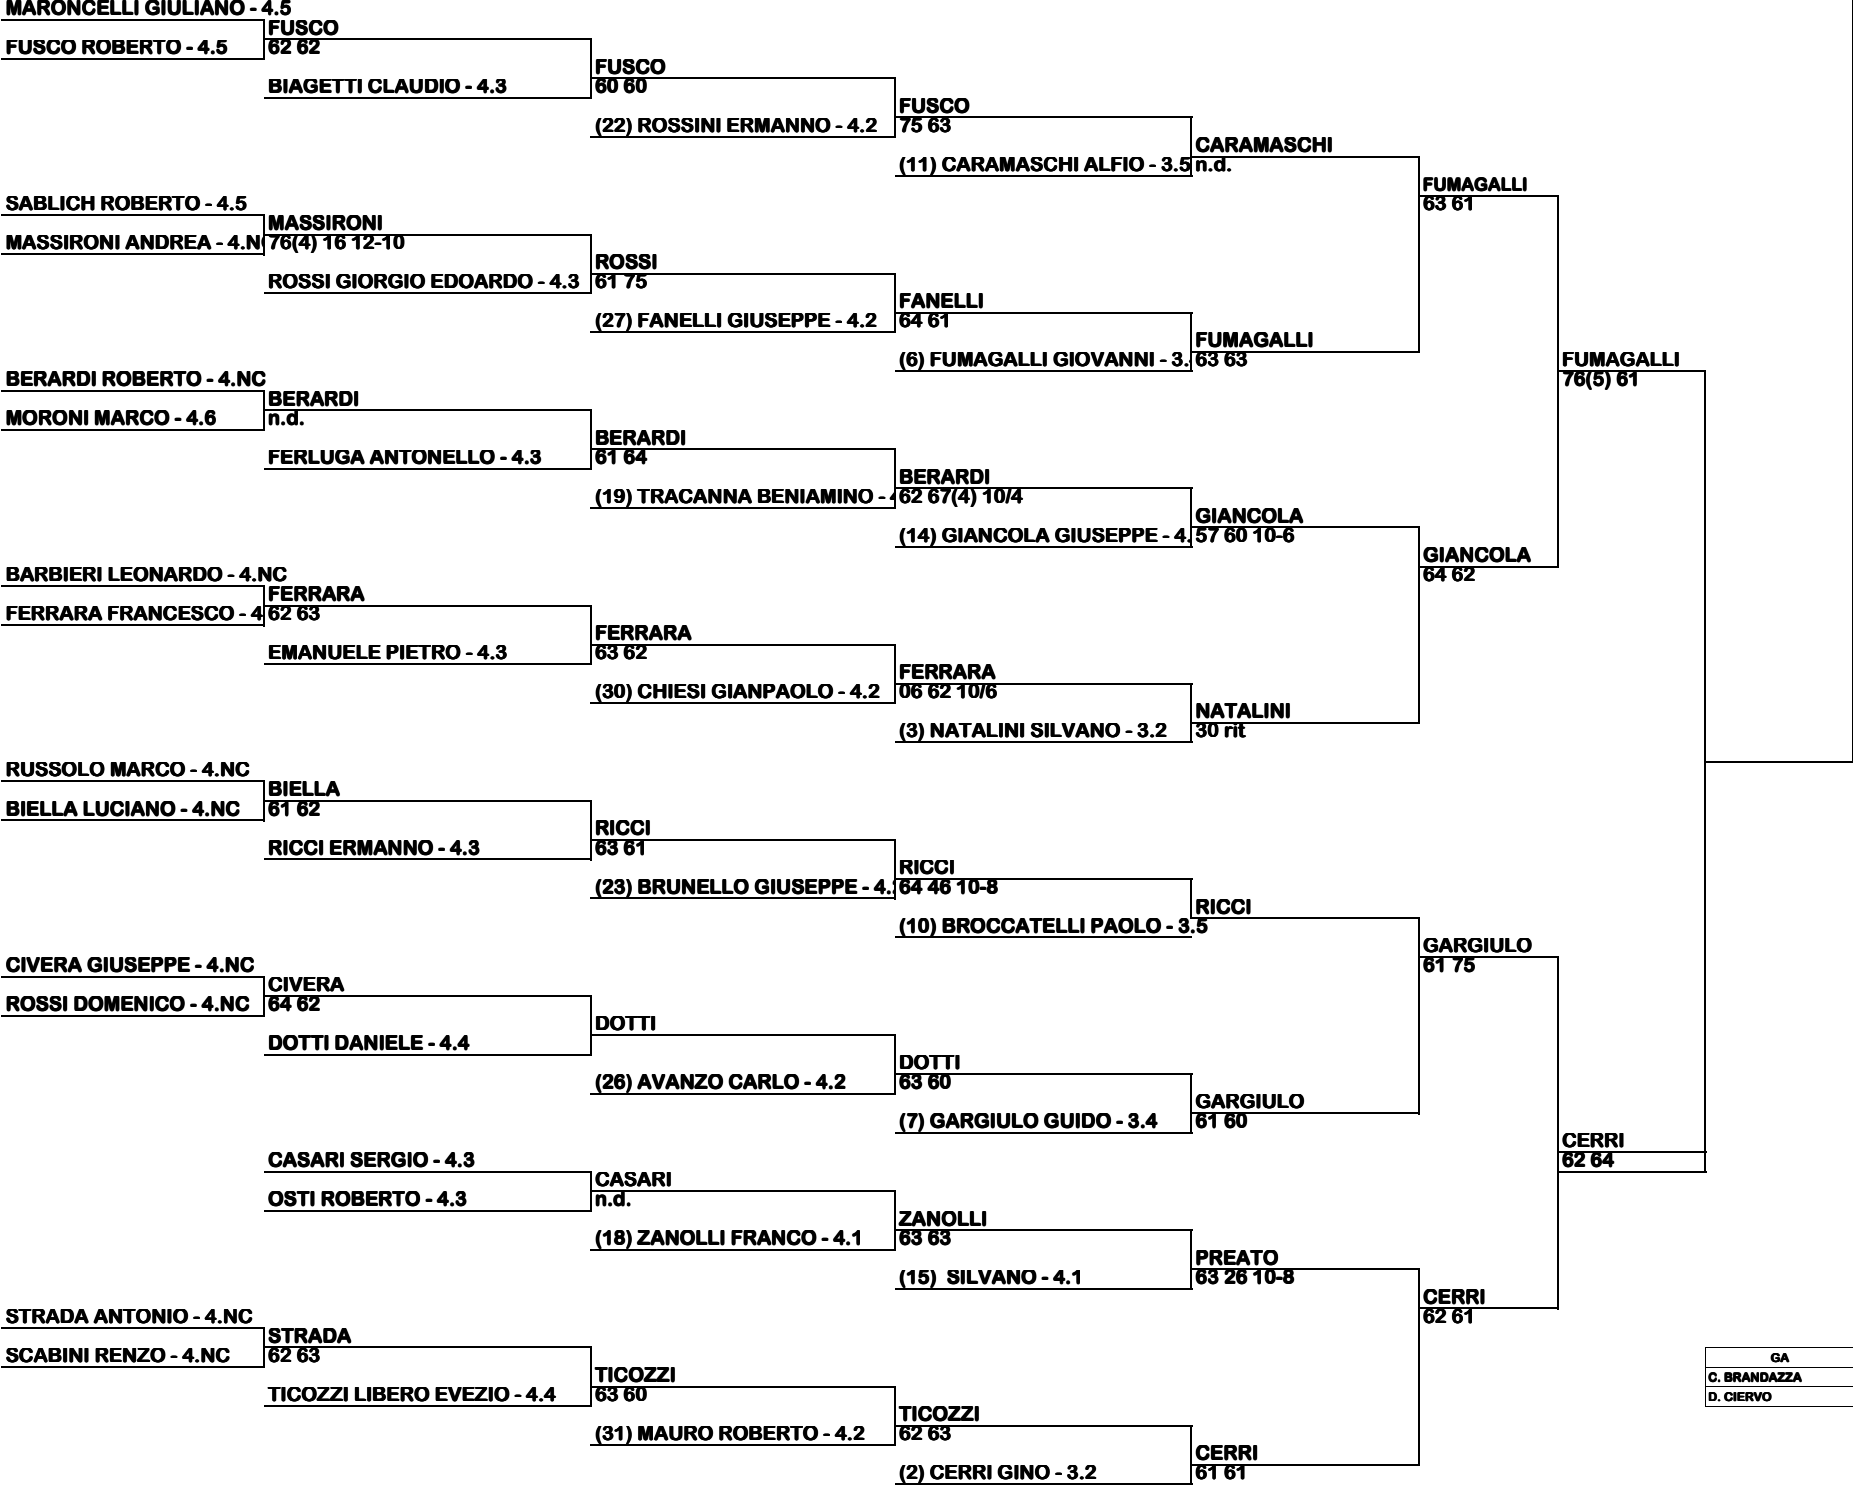 MARONCELLI GIULIANO - 4.5
FUSCO
FUSCO ROBERTO - 4.5
62 62
FUSCO
BIAGETTI CLAUDIO - 4.3
60 60
FUSCO
(22) ROSSINI ERMANNO - 4.2
75 63
CARAMASCHI
(11) CARAMASCHI ALFIO - 3.5
n.d.
FUMAGALLI
63 61
SABLICH ROBERTO - 4.5
MASSIRONI
MASSIRONI ANDREA - 4.N
76(4) 16 12-10
ROSSI
ROSSI GIORGIO EDOARDO - 4.3
61 75
FANELLI
(27) FANELLI GIUSEPPE - 4.2
64 61
FUMAGALLI
(6) FUMAGALLI GIOVANNI - 3.
63 63
FUMAGALLI
76(5) 61
BERARDI ROBERTO - 4.NC
BERARDI
MORONI MARCO - 4.6
n.d.
BERARDI
FERLUGA ANTONELLO - 4.3
61 64
BERARDI
(19) TRACANNA BENIAMINO -
62 67(4) 10/4
GIANCOLA
(14) GIANCOLA GIUSEPPE - 4.
57 60 10-6
GIANCOLA
64 62
BARBIERI LEONARDO - 4.NC
FERRARA
FERRARA FRANCESCO - 4
62 63
FERRARA
EMANUELE PIETRO - 4.3
63 62
FERRARA
(30) CHIESI GIANPAOLO - 4.2
06 62 10/6
NATALINI
(3) NATALINI SILVANO - 3.2
30 rit
RUSSOLO MARCO - 4.NC
BIELLA
BIELLA LUCIANO - 4.NC
61 62
RICCI
RICCI ERMANNO - 4.3
63 61
RICCI
(23) BRUNELLO GIUSEPPE - 4.
64 46 10-8
RICCI
(10) BROCCATELLI PAOLO - 3.5
GARGIULO
61 75
CIVERA GIUSEPPE - 4.NC
CIVERA
ROSSI DOMENICO - 4.NC
64 62
DOTTI
DOTTI DANIELE - 4.4
DOTTI
(26) AVANZO CARLO - 4.2
63 60
GARGIULO
(7) GARGIULO GUIDO - 3.4
61 60
CERRI
62 64
CASARI SERGIO - 4.3
CASARI
OSTI ROBERTO - 4.3
n.d.
ZANOLLI
(18) ZANOLLI FRANCO - 4.1
63 63
PREATO
(15) SILVANO - 4.1
63 26 10-8
CERRI
62 61
STRADA ANTONIO - 4.NC
STRADA
SCABINI RENZO - 4.NC
62 63
TICOZZI
TICOZZI LIBERO EVEZIO - 4.4
63 60
TICOZZI
(31) MAURO ROBERTO - 4.2
62 63
CERRI
(2) CERRI GINO - 3.2
61 61
GA
C. BRANDAZZA
D. CIERVO